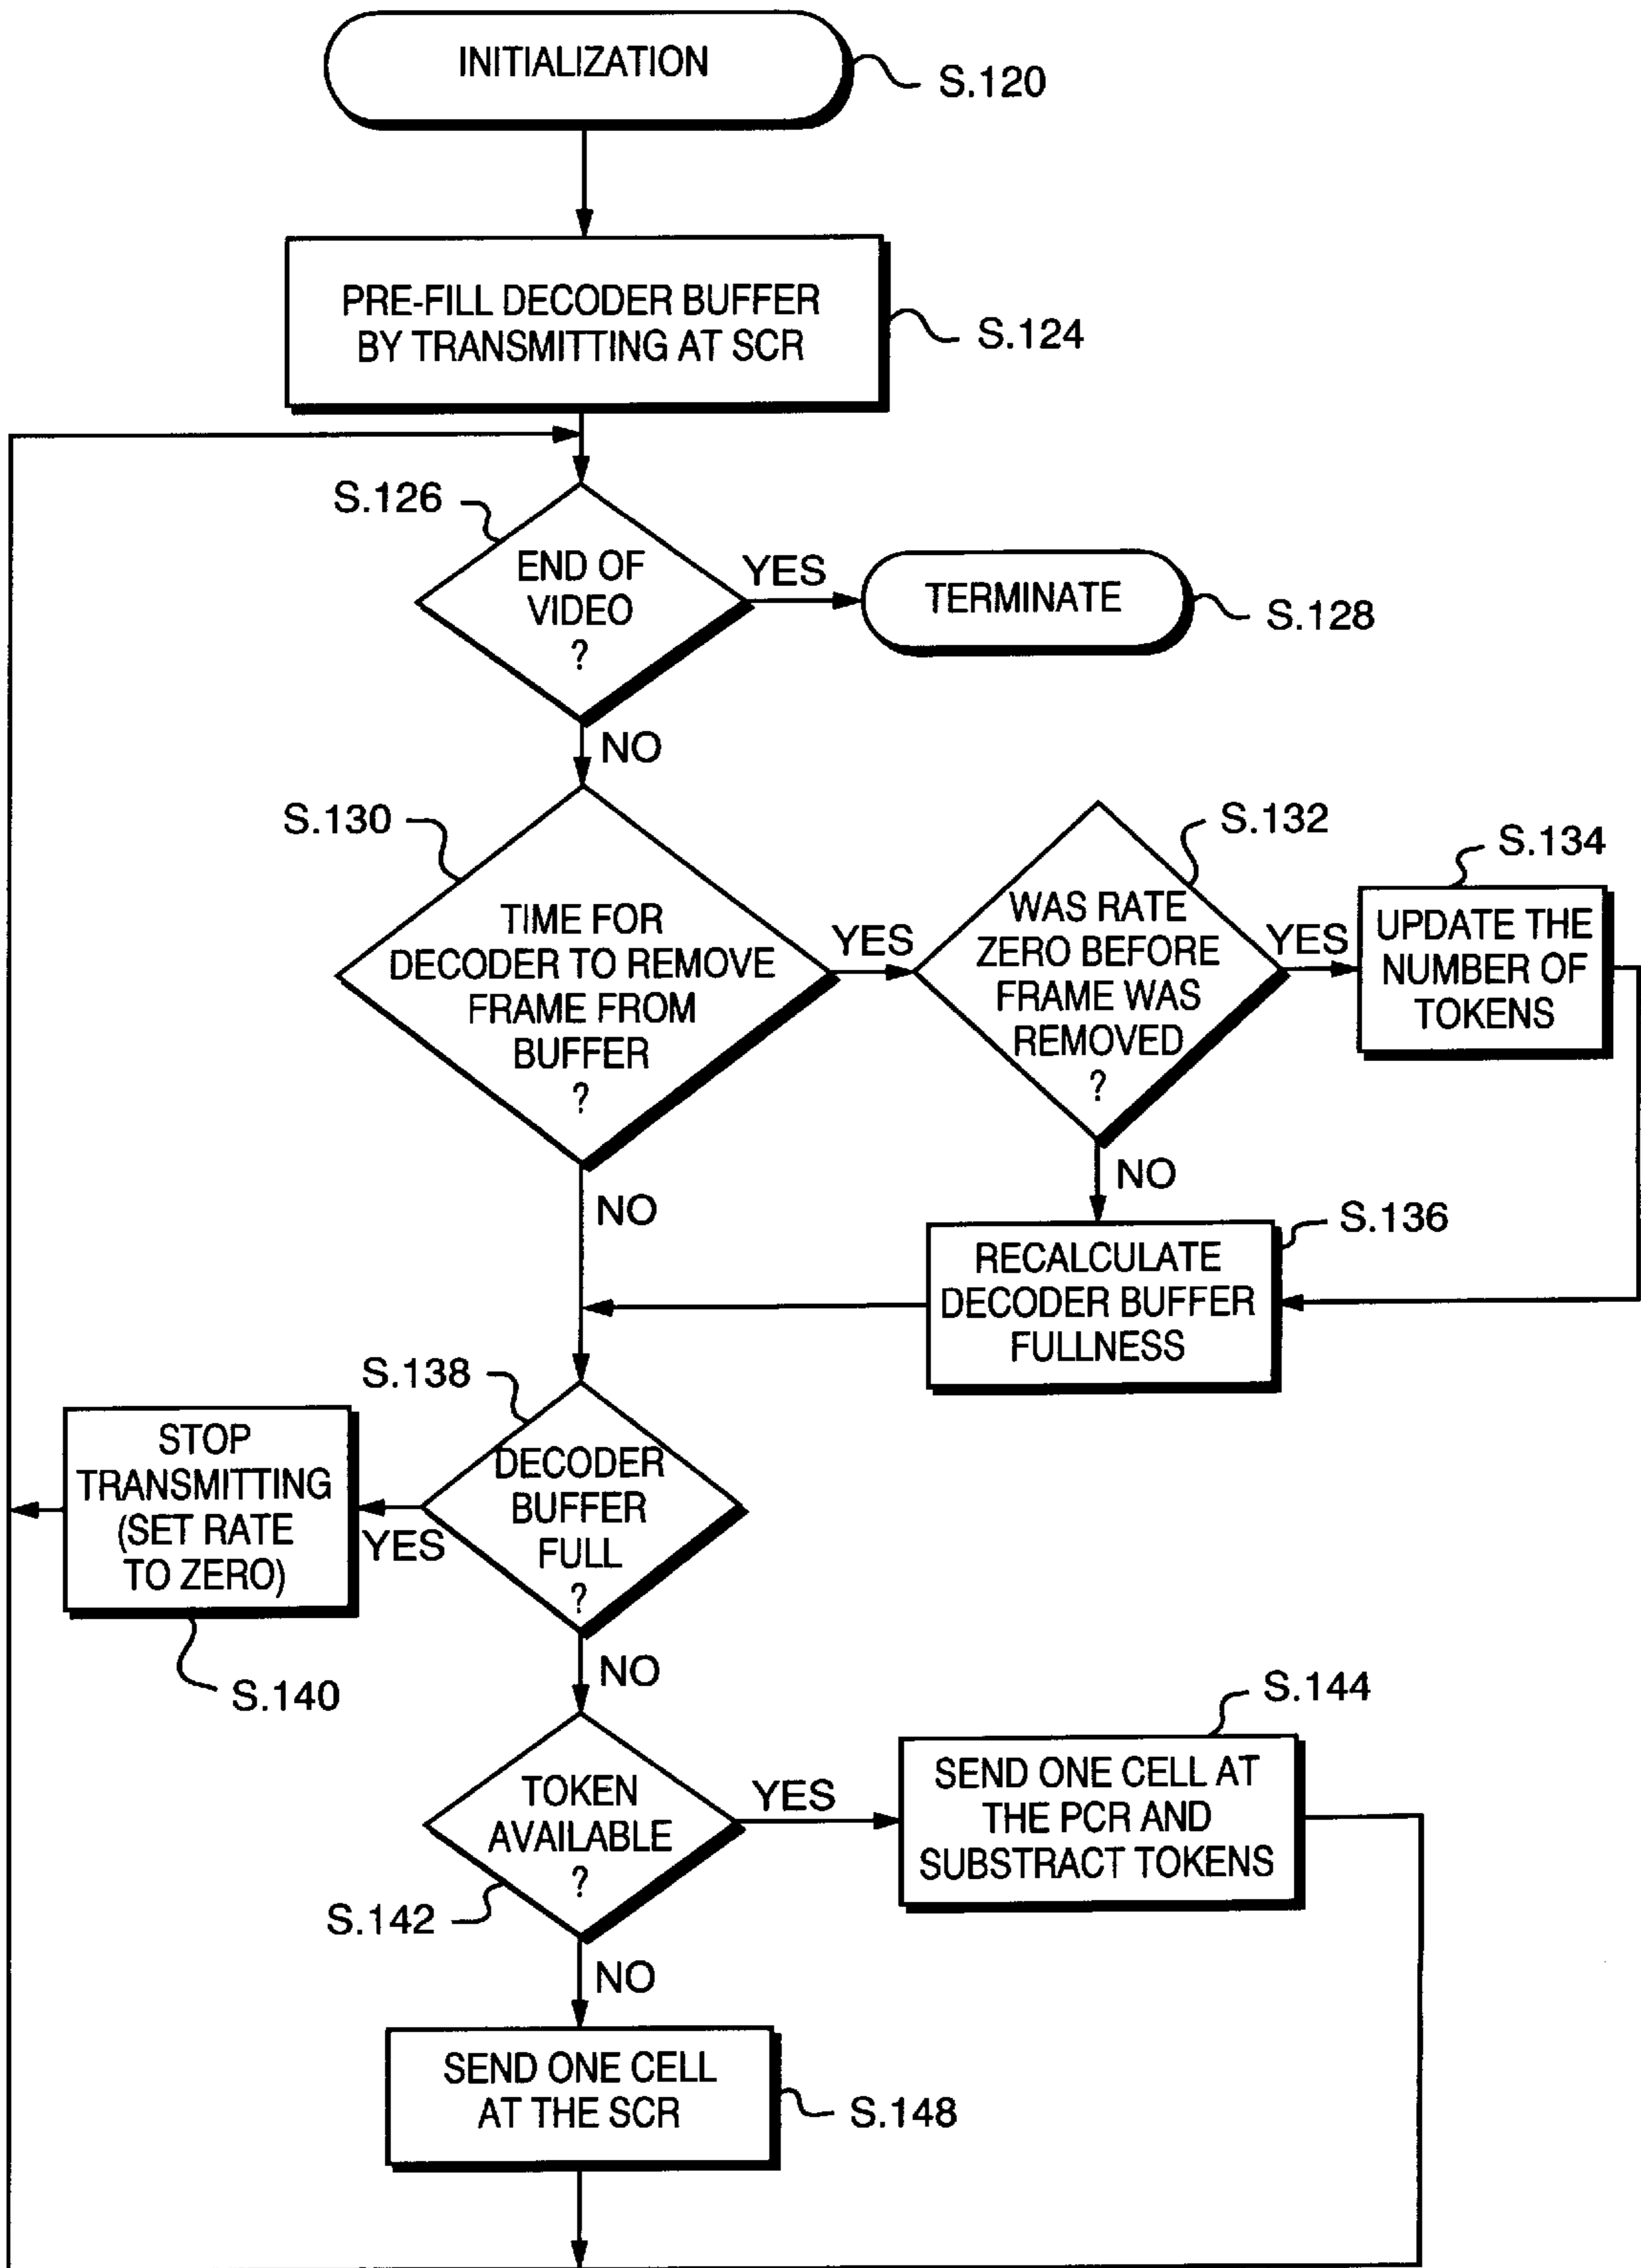 INITIALIZATION
S.120
PRE-FILL DECODER BUFFER
BY TRANSMITTING AT SCR
S.124
S.126
END OF
VIDEO
?
YES
TERMINATE
S.128
NO
S.130
TIME FOR
DECODER TO REMOVE
FRAME FROM
BUFFER
?
YES
S.132
WAS RATE
ZERO BEFORE
FRAME WAS
REMOVED
?
YES
S.134
UPDATE THE
NUMBER OF
TOKENS
NO
NO
S.136
RECALCULATE
DECODER BUFFER
FULLNESS
S.138
DECODER
BUFFER
FULL
?
YES
STOP
TRANSMITTING
(SET RATE
TO ZERO)
S.140
NO
TOKEN
AVAILABLE
?
S.142
YES
S.144
SEND ONE CELL AT
THE PCR AND
SUBSTRACT TOKENS
NO
SEND ONE CELL
AT THE SCR
S.148